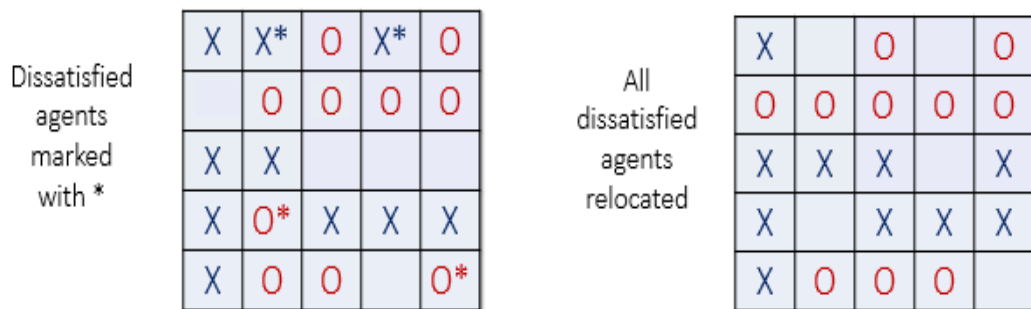 Dissatisfied
agents
marked
with *
X X* O X* O
O O O O
X X
X O* X X X
X O O O*
All
dissatisfied
agents
relocated
X O O
O O O O O
X X X X
X X X X
X O O O